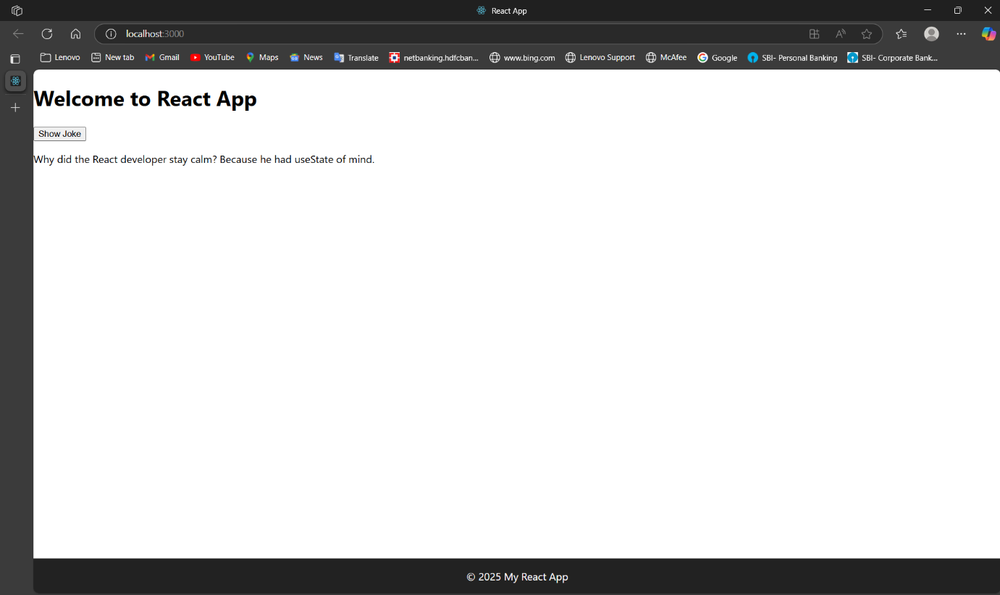 React App
localhost:3000
Lenovo New tab Gmail YouTube Maps News Translate netbanking.hdfcban... www.bing.com Lenovo Support McAfee Google SBI- Personal Banking SBI- Corporate Bank...
Welcome to React App
Show Joke
Why did the React developer stay calm? Because he had useState of mind.
© 2025 My React App